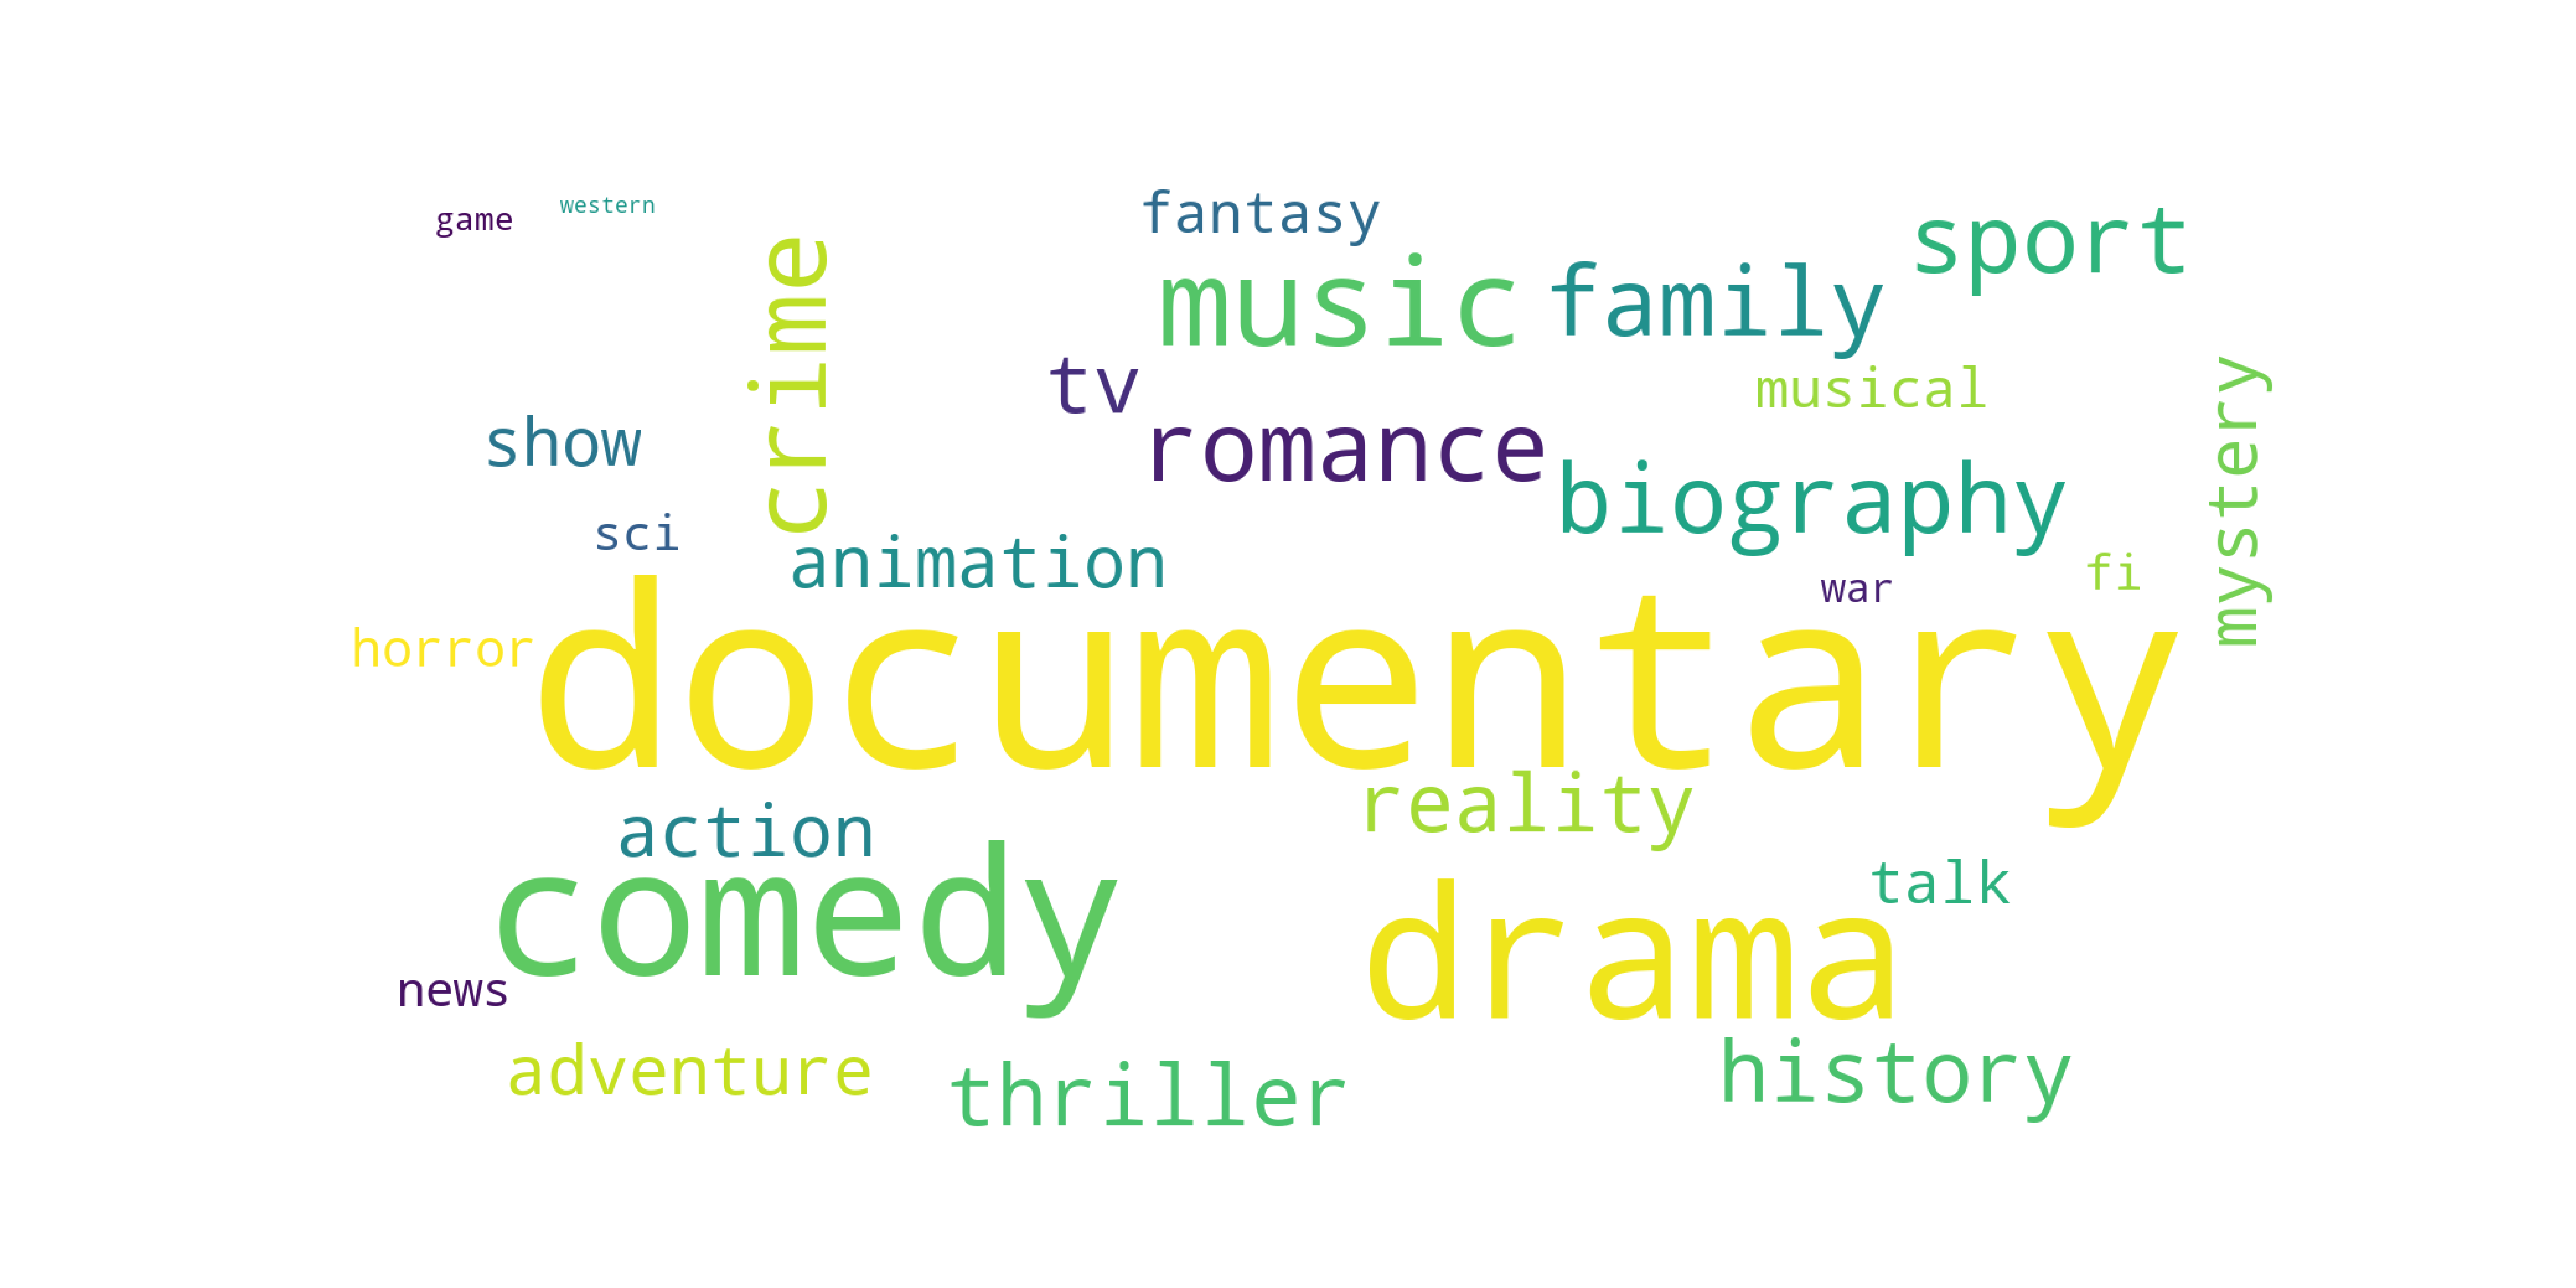 game
western
fantasy
sport
music
family
crime
tv
musical
show
romance
mystery
biography
sci
animation
fi
war
horror
documentary
reality
action
talk
comedy
drama
news
adventure
thriller
history